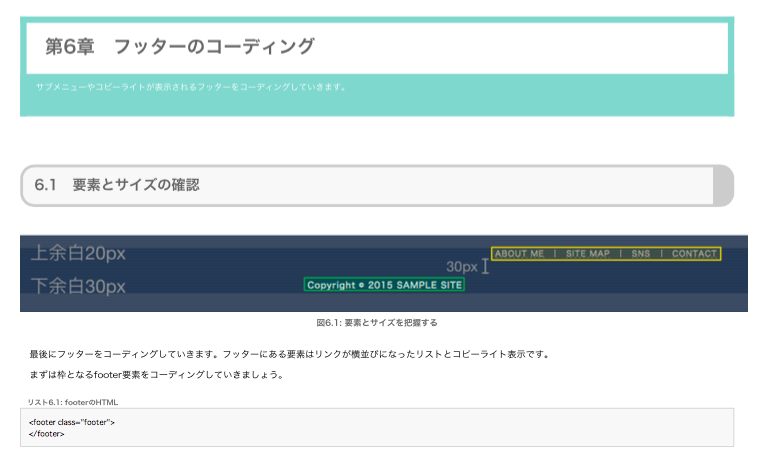 第6章　フッターのコーディング
サブメニューやコピーライトが表示されるフッターをコーディングしていきます。
6.1　要素とサイズの確認
上余白20px
ABOUT ME | SITE MAP | SNS | CONTACT
30px
下余白30px
Copyright © 2015 SAMPLE SITE
図6.1: 要素とサイズを把握する
最後にフッターをコーディングしていきます。フッターにある要素はリンクが横並びになったリストとコピーライト表示です。
まずは枠となるfooter要素をコーディングしていきましょう。
リスト6.1: footerのHTML
<footer class="footer">
</footer>